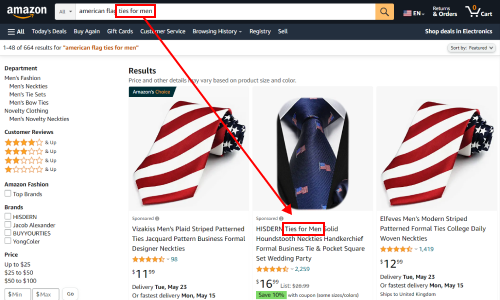 amazon
All
american flag ties for men
EN
Returns
& Orders
0
Cart
All
Today's Deals
Buy Again
Gift Cards
Customer Service
Browsing History
Registry
Sell
Shop deals in Electronics
1-48 of 664 results for "american flag ties for men"
Sort by: Featured
Department
Men's Fashion
Men's Neckties
Men's Tie Sets
Men's Bow Ties
Novelty Clothing
Men's Novelty Neckties
Customer Reviews
& Up
& Up
& Up
& Up
Amazon Fashion
Top Brands
Brands
HISDERN
Jacob Alexander
BUYYOURTIES
YongColor
Price
Up to $25
$25 to $50
$50 to $100
$ Min
$ Max
Go
Results
Price and other details may vary based on product size and color.
Amazon's Choice
Sponsored
Vizakiss Men's Plaid Striped Patterned
Ties Jacquard Pattern Business Formal
Designer Neckties
98
$11 99
Delivery Tue, May 23
Or fastest delivery Mon, May 15
Sponsored
HISDERN Ties for Men Solid
Houndstooth Neckties Handkerchief
Formal Business Tie & Pocket Square
Set Wedding Party
2,259
$16 99 List: $20.99
Save 10% with coupon (some sizes/colors)
Elfeves Men's Modern Striped
Patterned Formal Ties College Daily
Woven Neckties
1,419
$12 99
Delivery Tue, May 23
Or fastest delivery Mon, May 15
Ships to United Kingdom